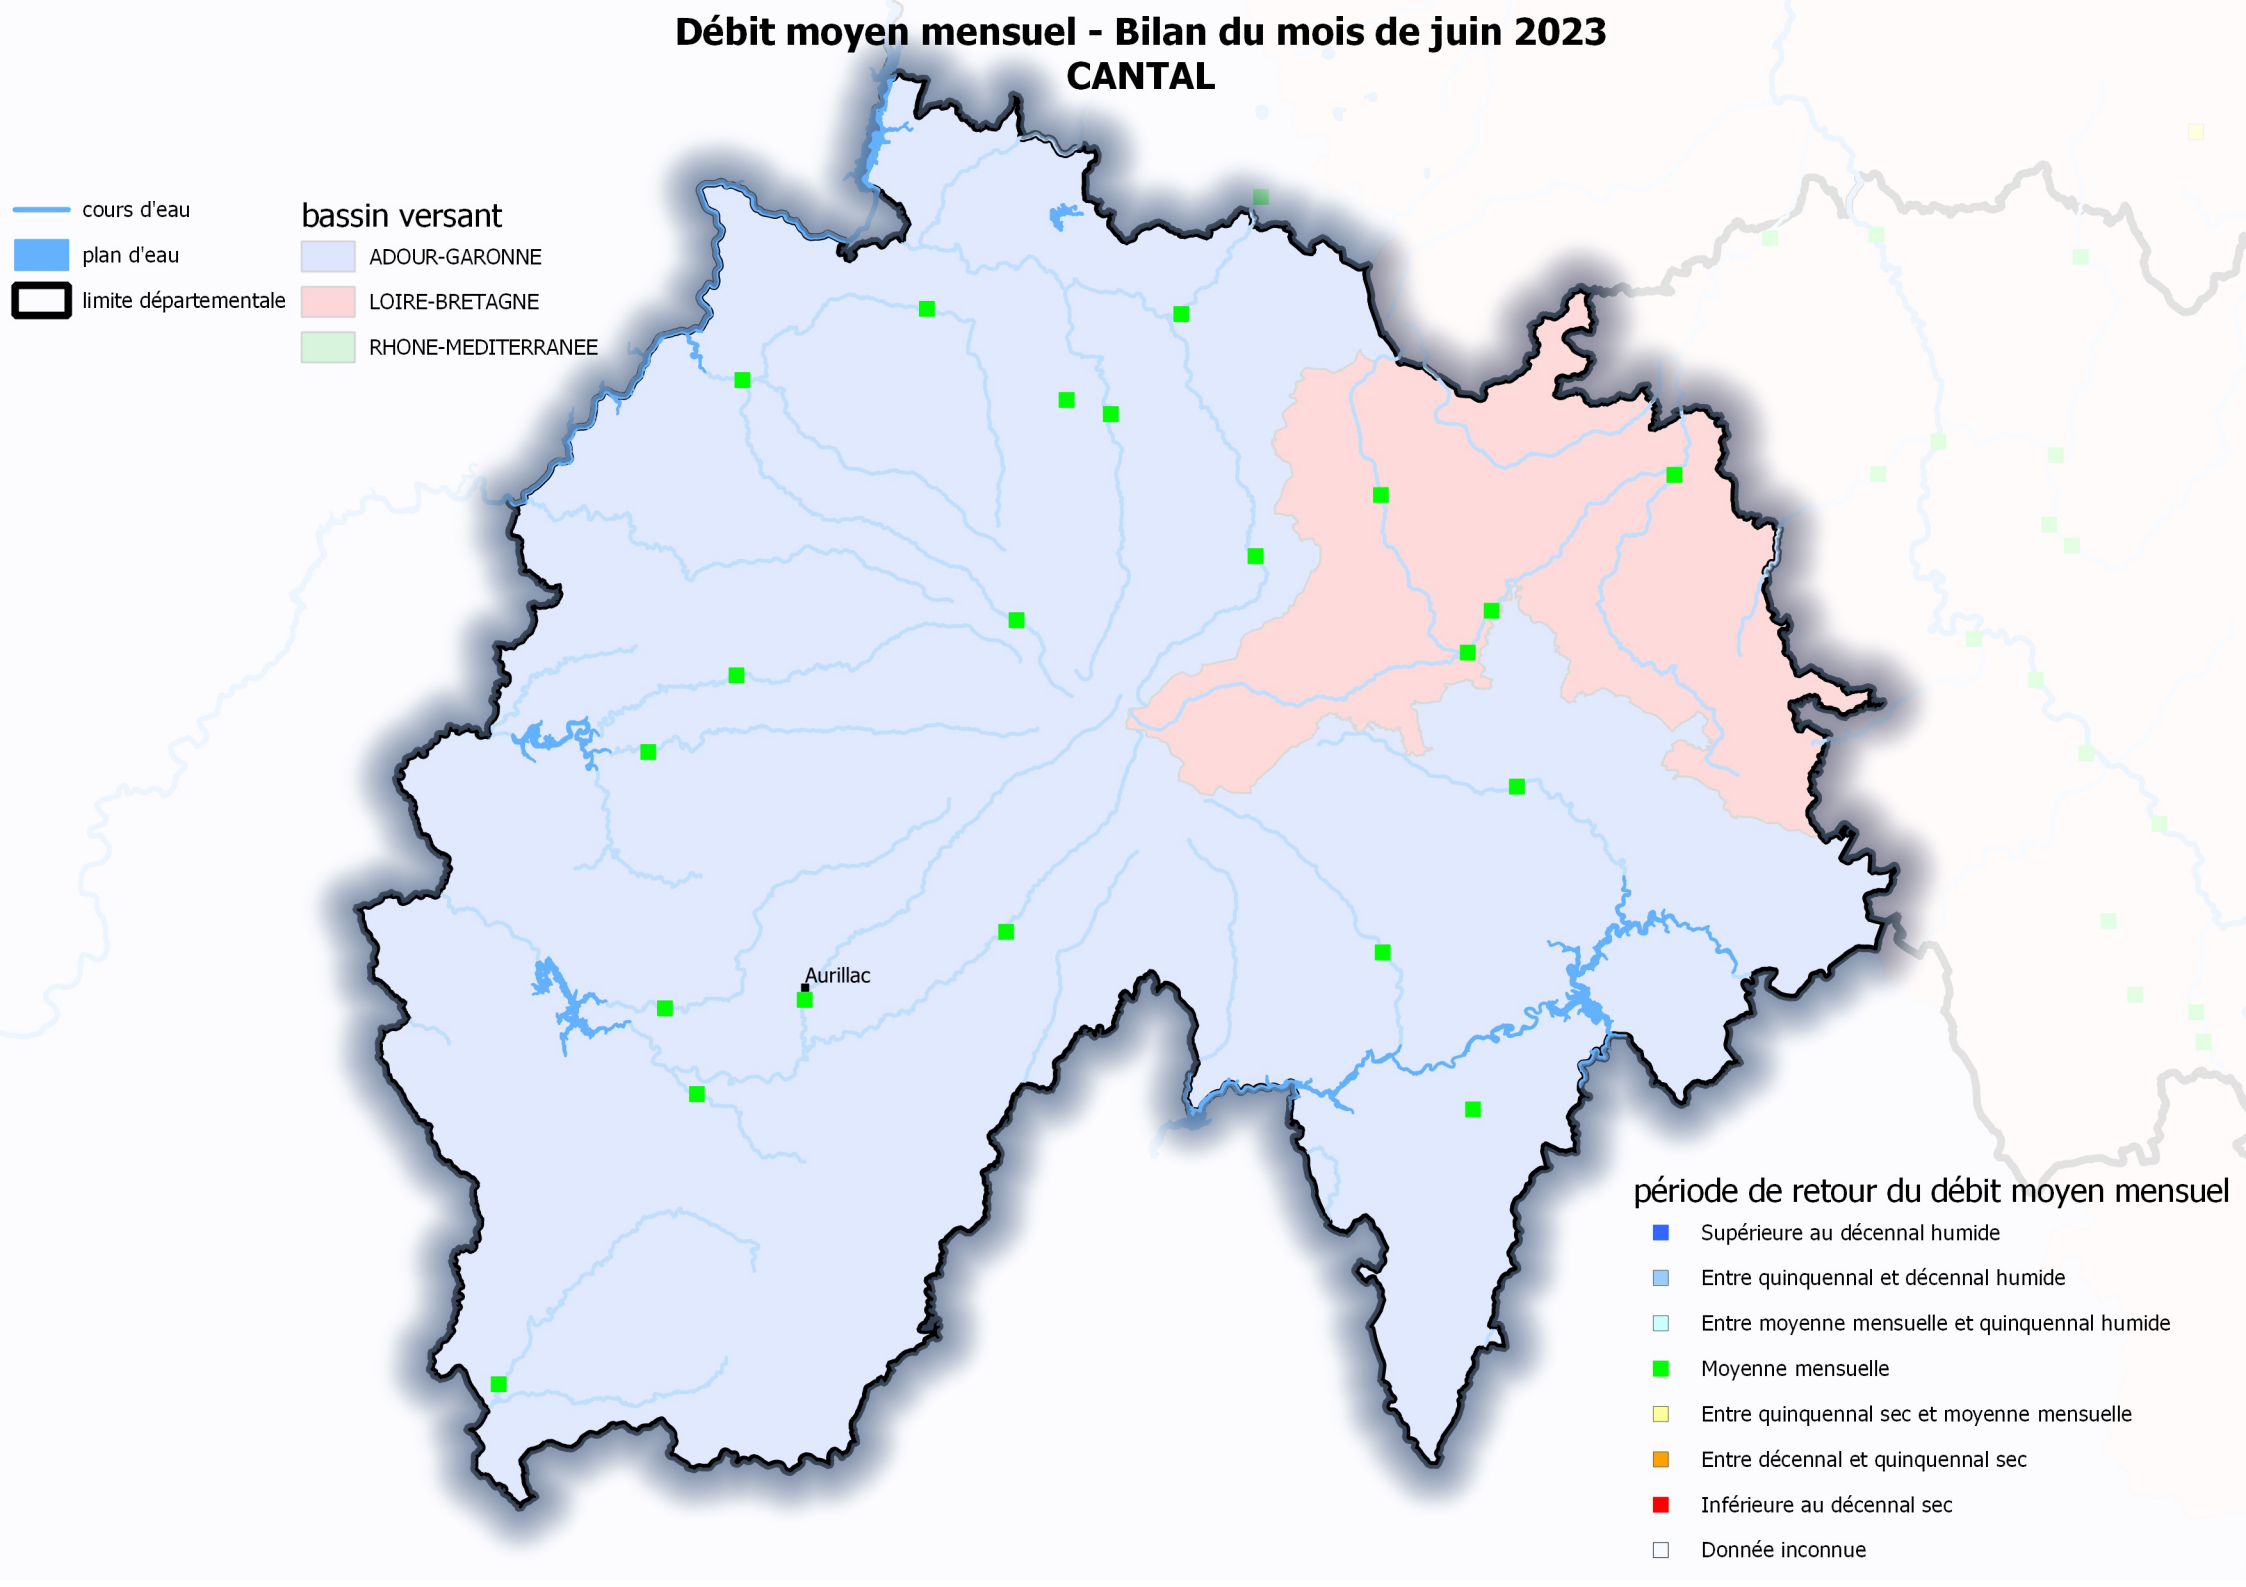 Débit moyen mensuel - Bilan du mois de juin 2023
CANTAL
cours d'eau
plan d'eau
limite départementale
bassin versant
ADOUR-GARONNE
LOIRE-BRETAGNE
RHONE-MEDITERRANEE
Aurillac
période de retour du débit moyen mensuel
Supérieure au décennal humide
Entre quinquennal et décennal humide
Entre moyenne mensuelle et quinquennal humide
Moyenne mensuelle
Entre quinquennal sec et moyenne mensuelle
Entre décennal et quinquennal sec
Inférieure au décennal sec
Donnée inconnue